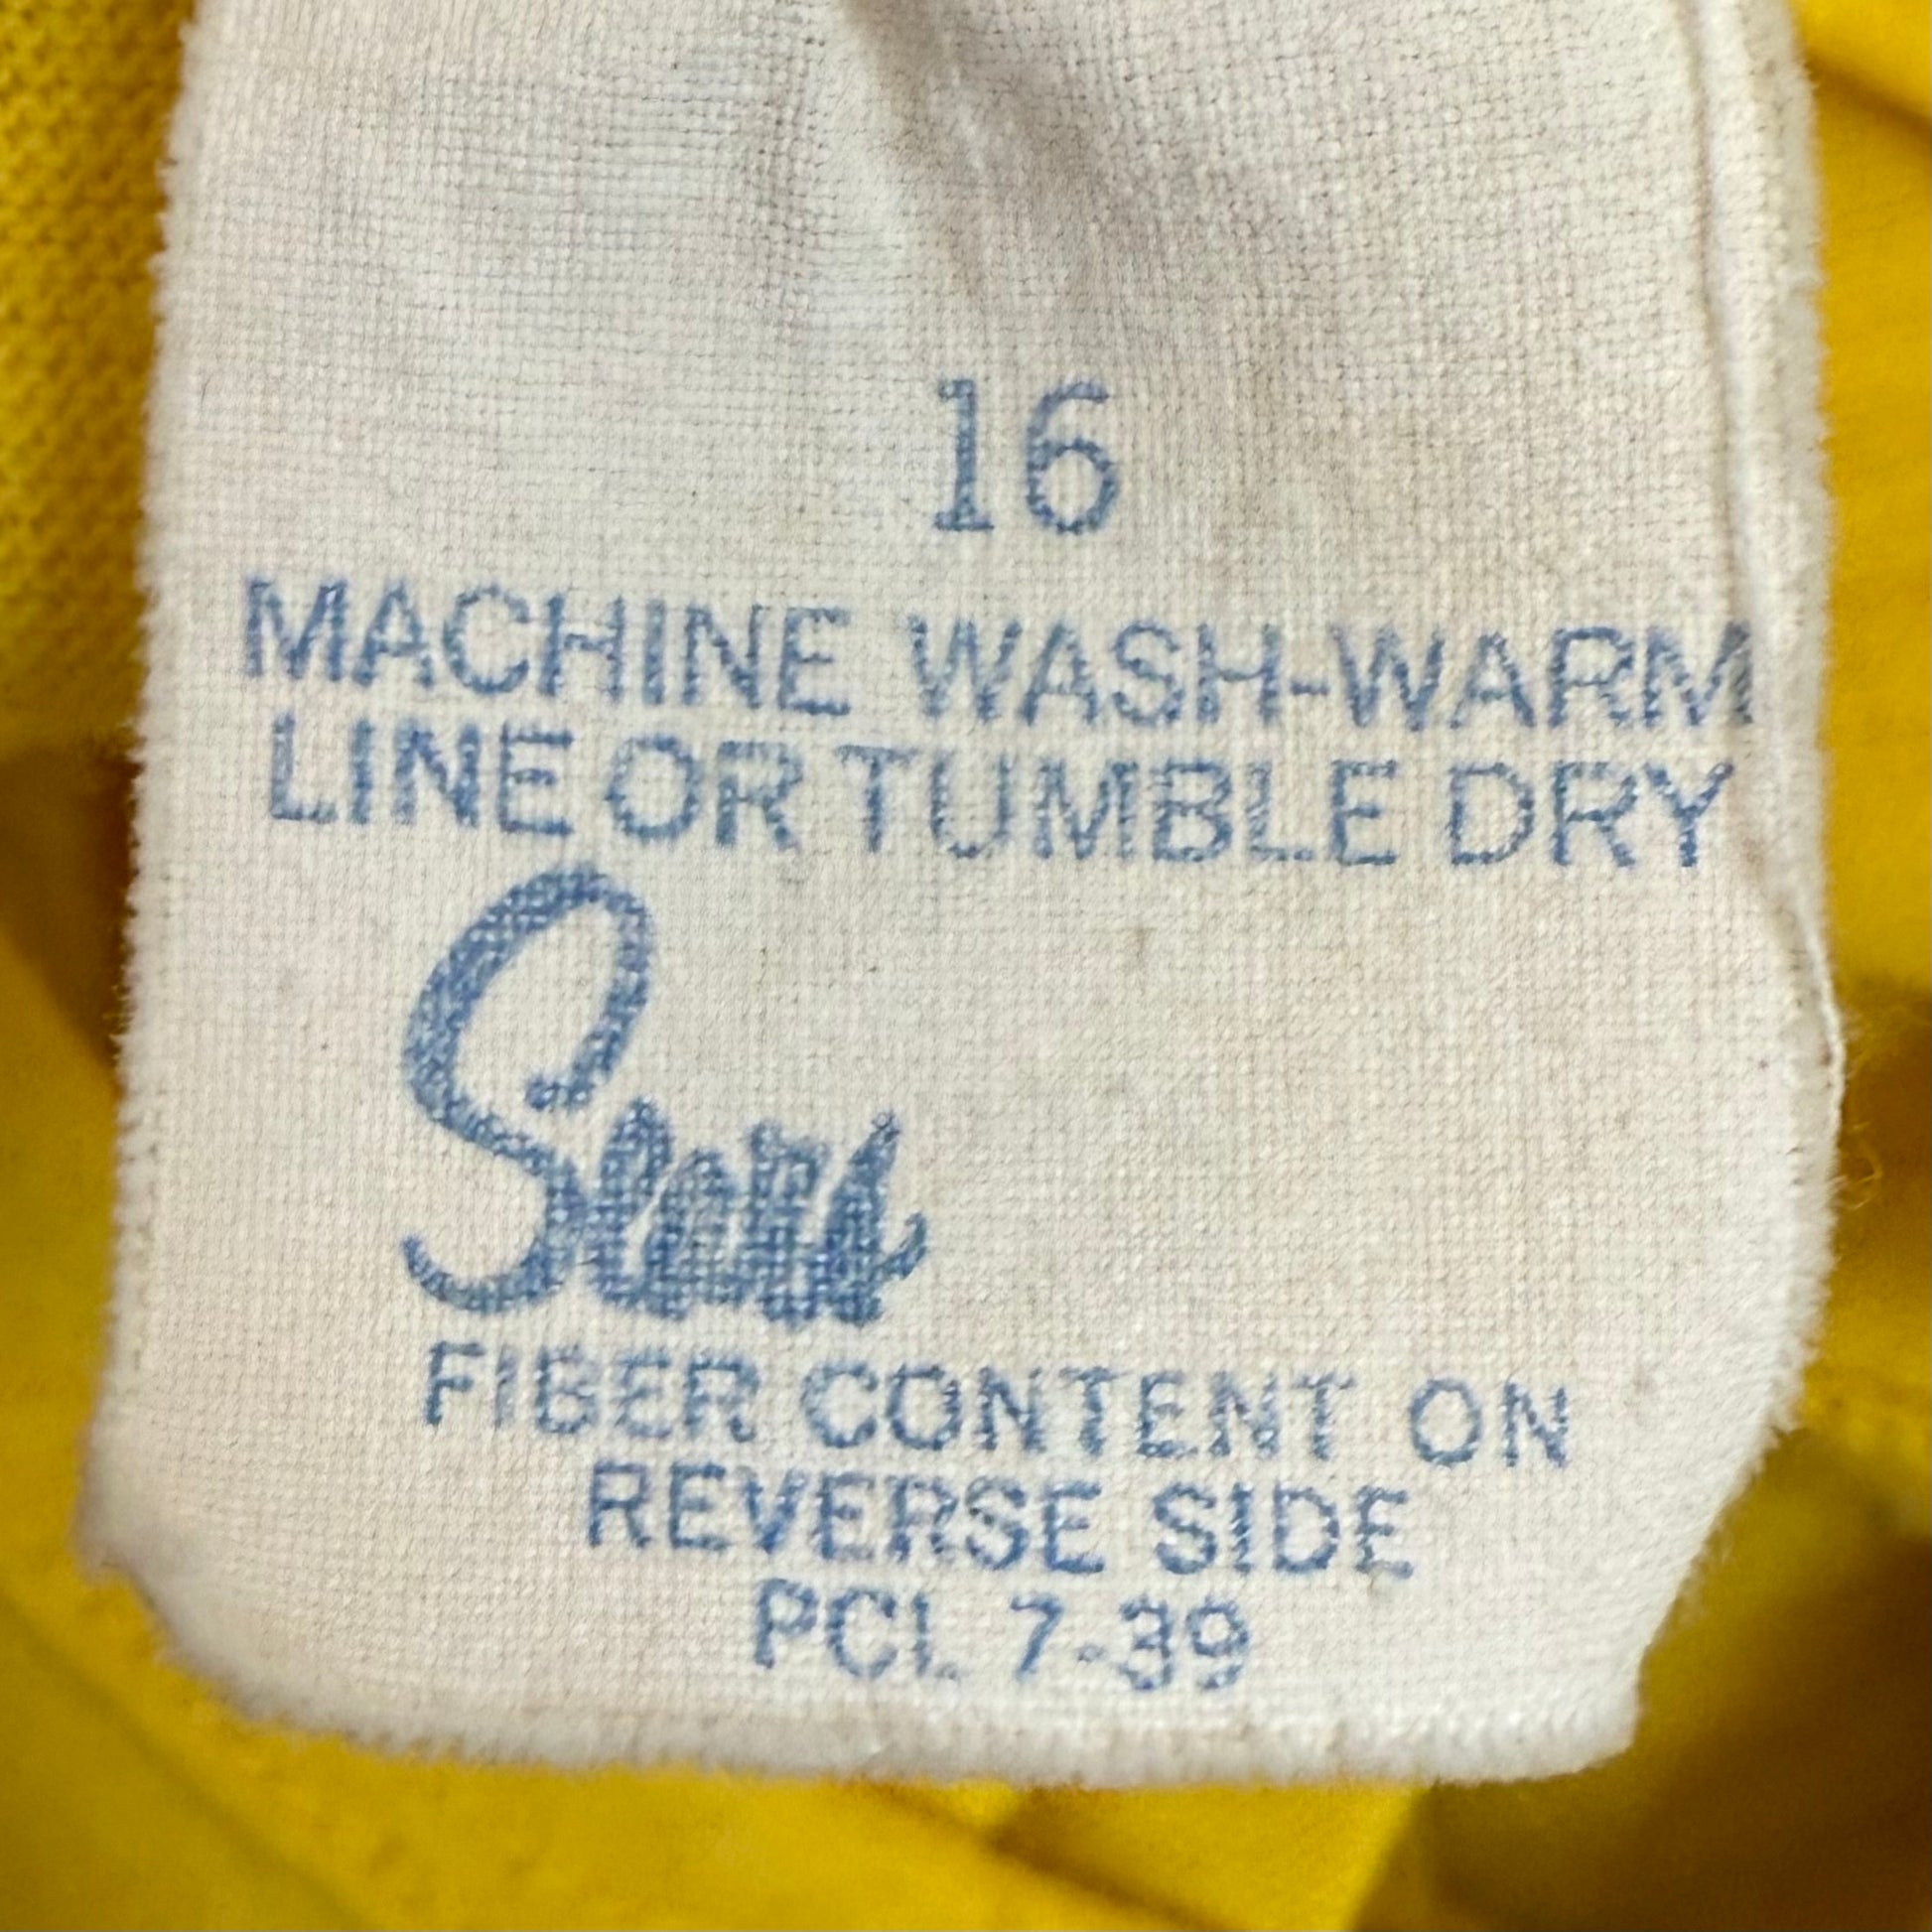 16
MACHINE WASH-WARM
LINE OR TUMBLE DRY
Sears
FIBER CONTENT ON
REVERSE SIDE
PCL 7-39